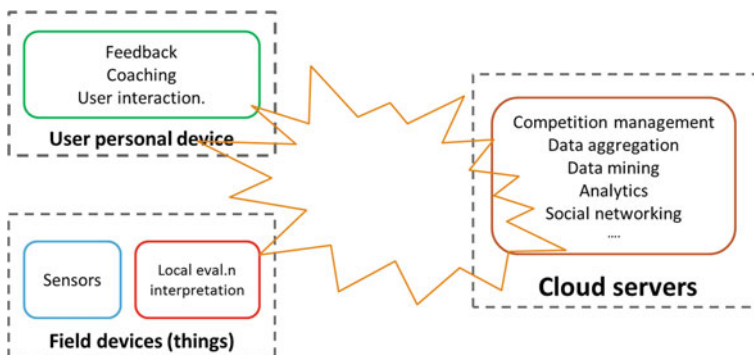 Feedback
Coaching
User interaction.
User personal device
Competition management
Data aggregation
Data mining
Analytics
Social networking
....
Cloud servers
Sensors
Local eval.n
interpretation
Field devices (things)